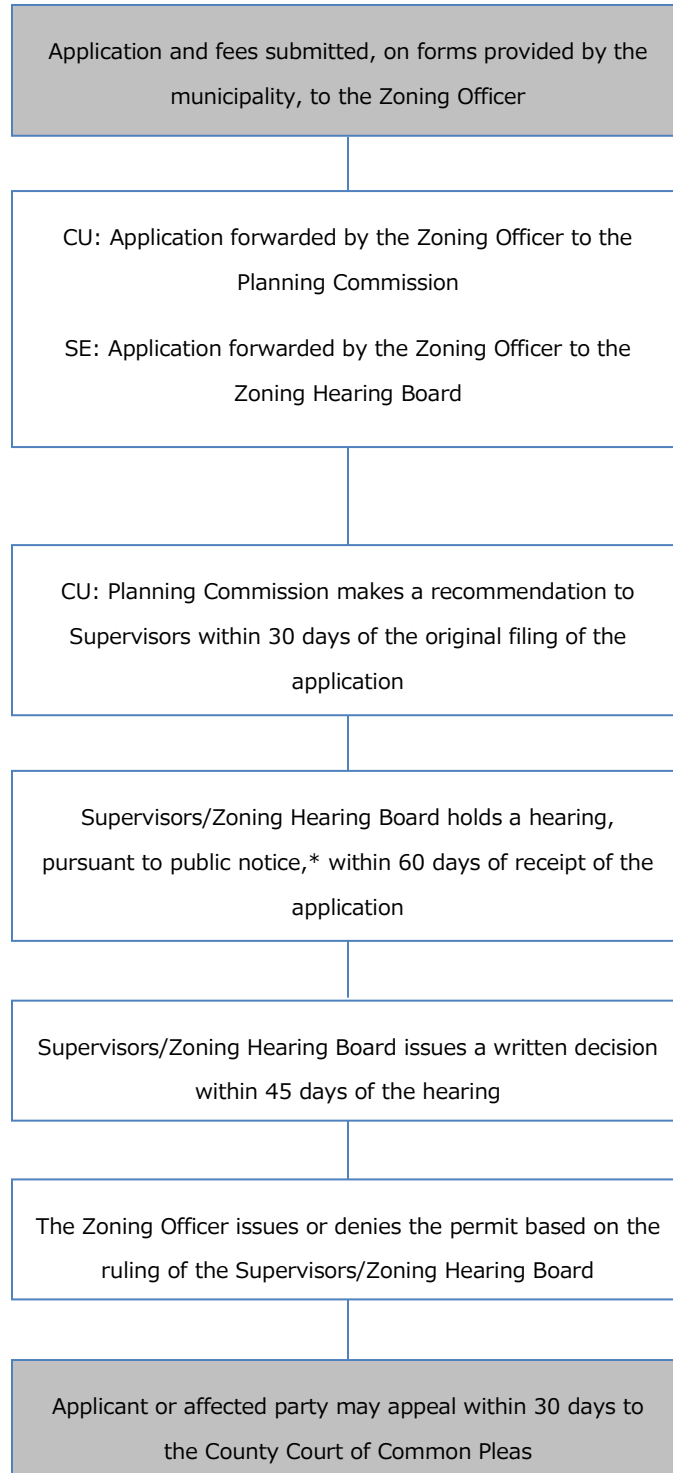 Application and fees submitted, on forms provided by the
municipality, to the Zoning Officer
CU: Application forwarded by the Zoning Officer to the
Planning Commission
SE: Application forwarded by the Zoning Officer to the
Zoning Hearing Board
CU: Planning Commission makes a recommendation to
Supervisors within 30 days of the original filing of the
application
Supervisors/Zoning Hearing Board holds a hearing,
pursuant to public notice,* within 60 days of receipt of the
application
Supervisors/Zoning Hearing Board issues a written decision
within 45 days of the hearing
The Zoning Officer issues or denies the permit based on the
ruling of the Supervisors/Zoning Hearing Board
Applicant or affected party may appeal within 30 days to
the County Court of Common Pleas